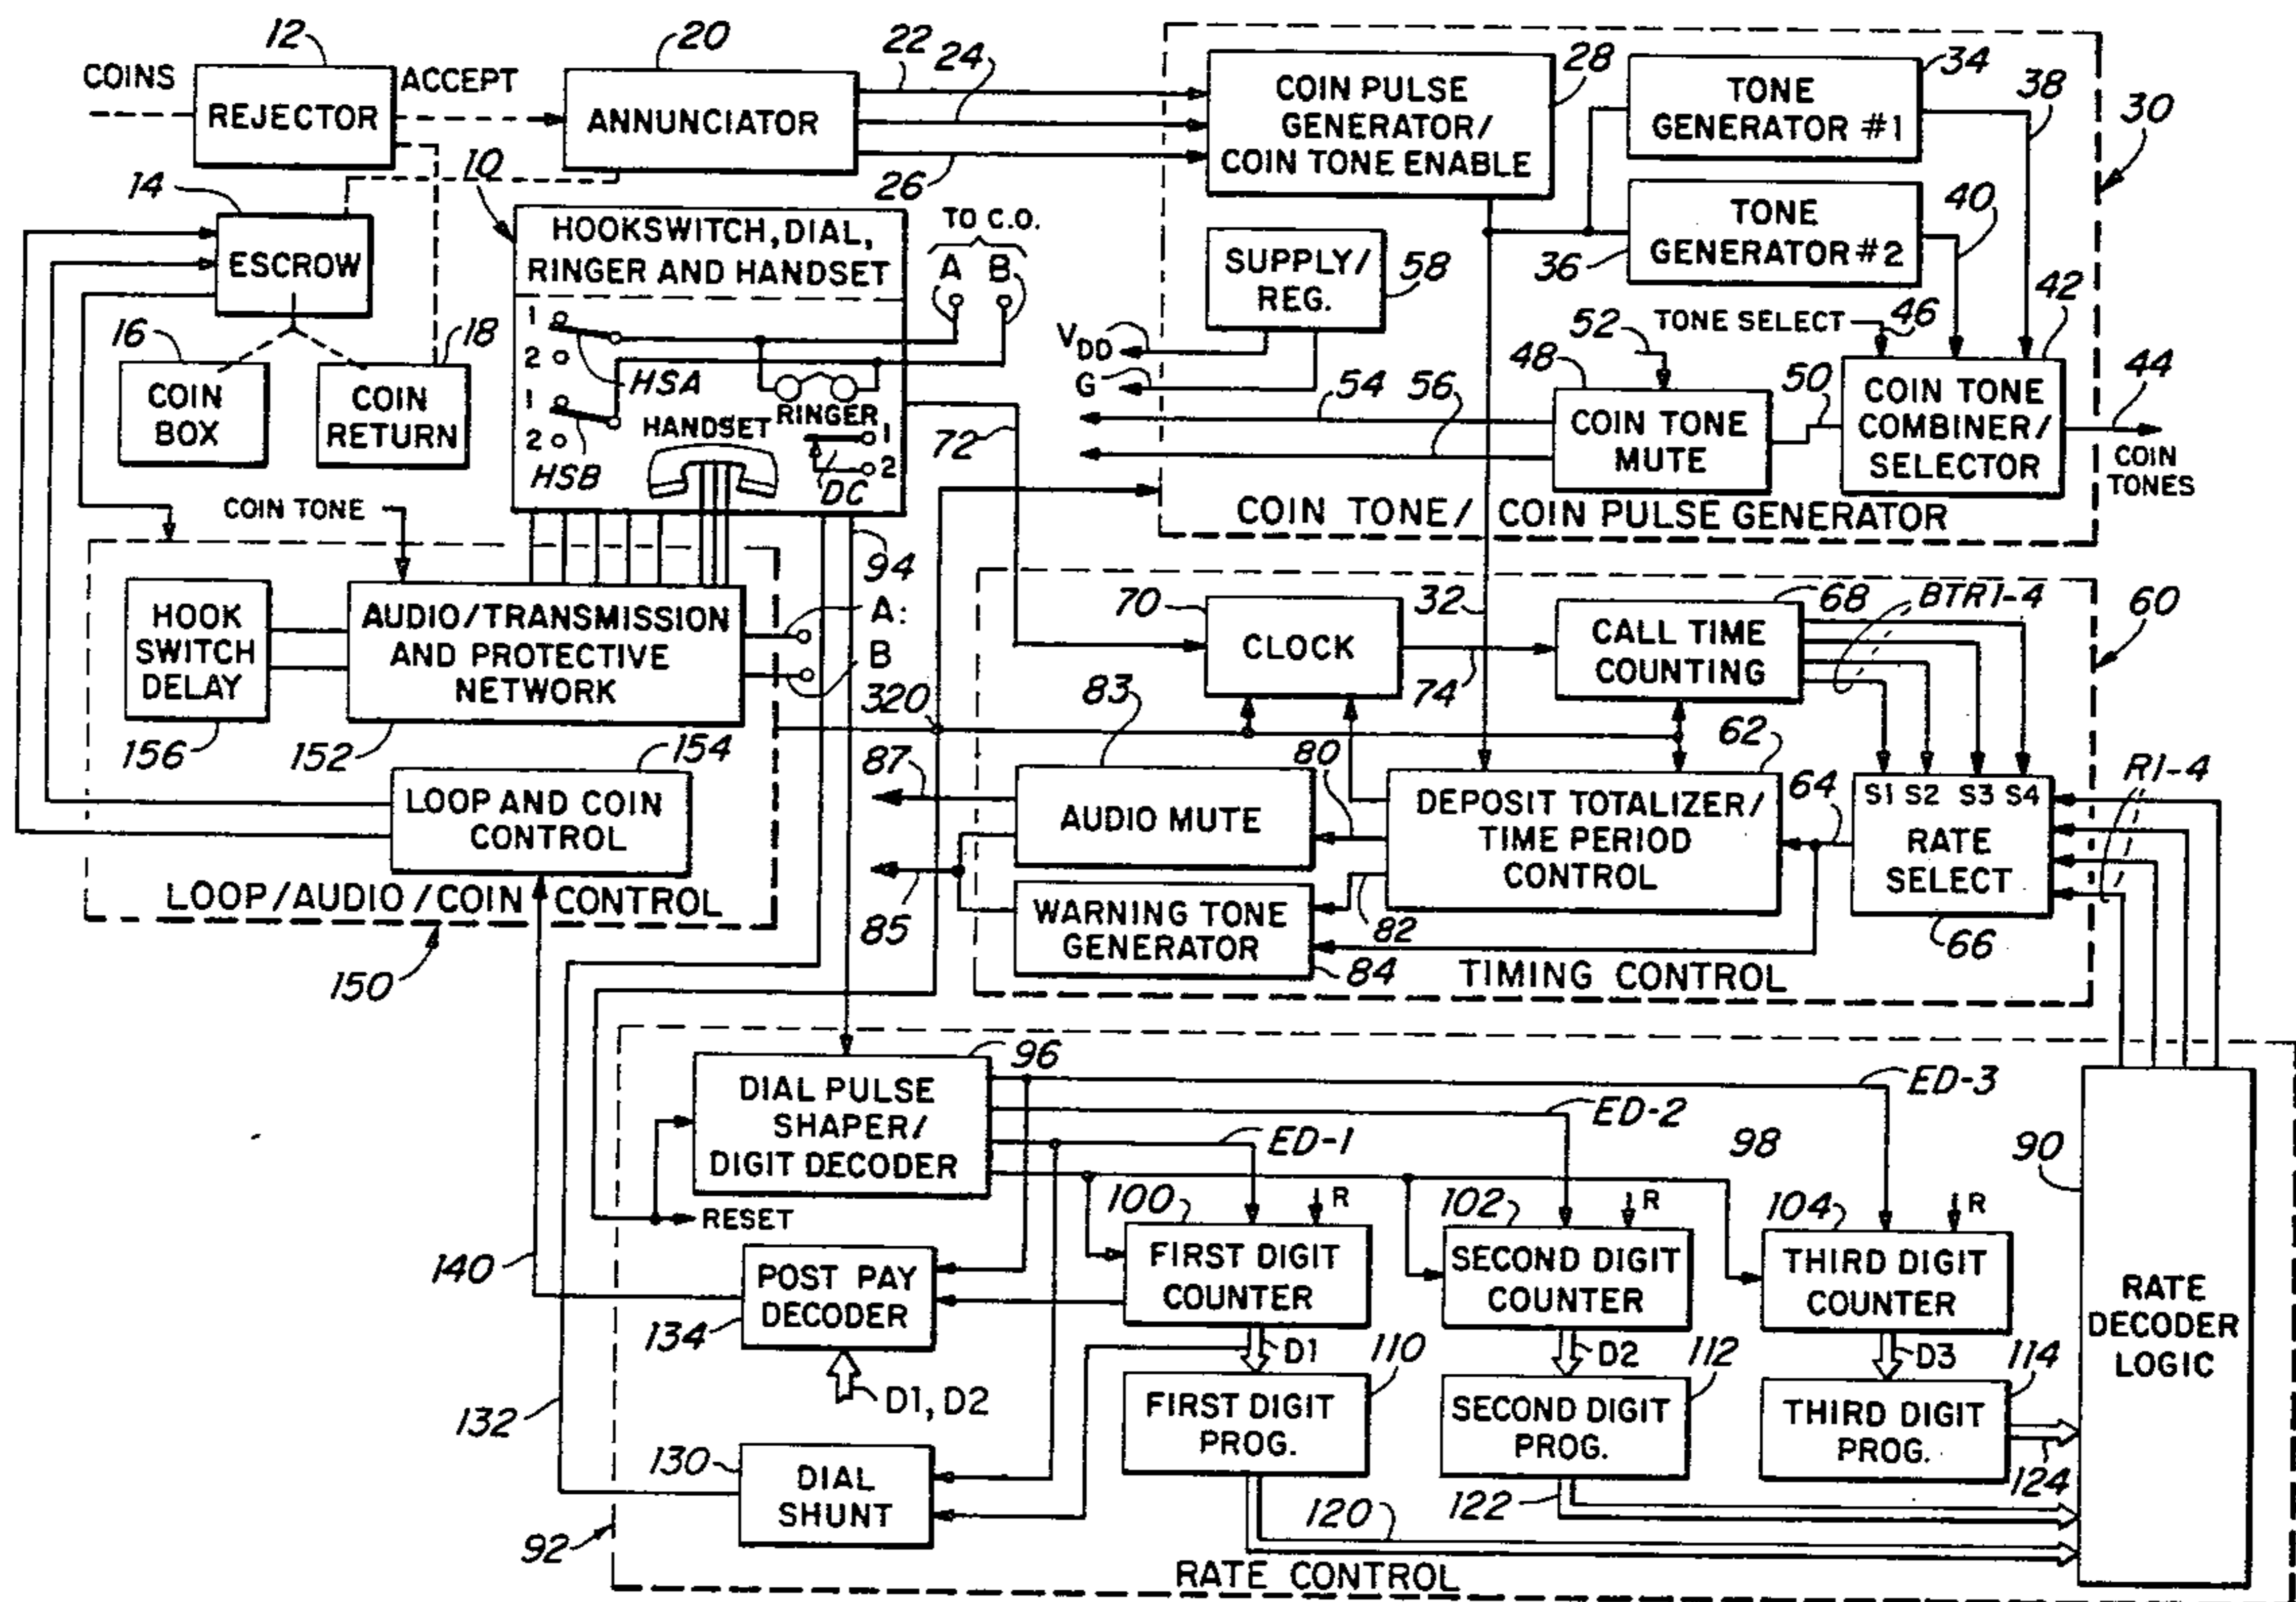 12
20
22
24
COINS
ACCEPT
REJECTOR
ANNUNCIATOR
26
COIN PULSE
GENERATOR/
COIN TONE ENABLE
28
TONE
GENERATOR #1
34
38
30
TONE
GENERATOR #2
36
40
14
10
ESCROW
HOOKSWITCH, DIAL,
RINGER AND HANDSET
TO C.O.
A B
SUPPLY/
REG.
58
VDD
G
52
TONE SELECT
46
42
16
18
COIN
BOX
COIN
RETURN
1
2
HSA
1
2
HSB
RINGER
HANDSET
1
2
DC
72
54
56
48
COIN TONE
MUTE
50
COIN TONE
COMBINER/
SELECTOR
44
COIN
TONES
COIN TONE/ COIN PULSE GENERATOR
COIN TONE
94
A:
B
HOOK
SWITCH
DELAY
AUDIO/TRANSMISSION
AND PROTECTIVE
NETWORK
156
152
154
LOOP AND COIN
CONTROL
LOOP/AUDIO/COIN CONTROL
150
320
70
CLOCK
32
74
68
CALL TIME
COUNTING
BTR1-4
60
83
87
AUDIO MUTE
80
62
DEPOSIT TOTALIZER/
TIME PERIOD
CONTROL
64
S1 S2 S3 S4
RATE
SELECT
66
R1-4
85
WARNING TONE
GENERATOR
82
84
TIMING CONTROL
96
DIAL PULSE
SHAPER/
DIGIT DECODER
ED-3
ED-2
ED-1
98
90
RESET
100
R
102
R
104
R
FIRST DIGIT
COUNTER
SECOND DIGIT
COUNTER
THIRD DIGIT
COUNTER
RATE
DECODER
LOGIC
140
POST PAY
DECODER
134
D1, D2
D1
110
D2
112
D3
114
FIRST DIGIT
PROG.
SECOND DIGIT
PROG.
THIRD DIGIT
PROG.
132
130
DIAL
SHUNT
120
122
124
92
RATE CONTROL